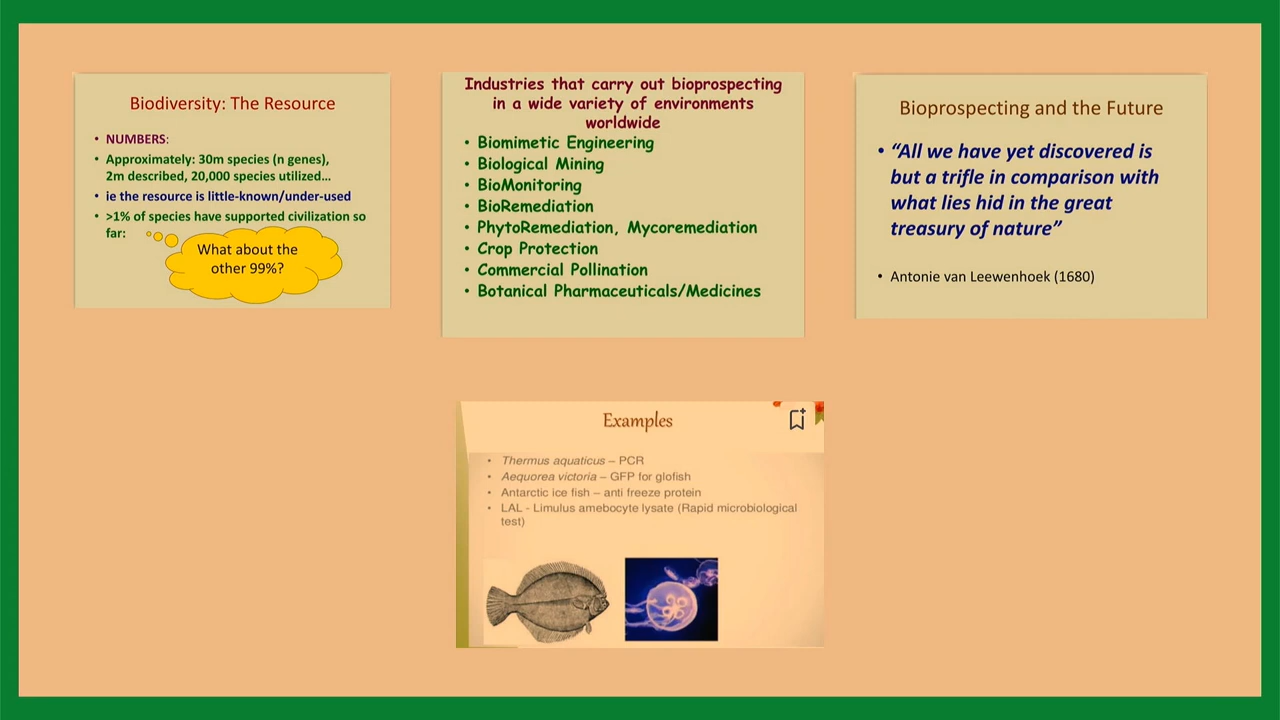 Biodiversity: The Resource
• NUMBERS:
• Approximately: 30m species (n genes),
2m described, 20,000 species utilized...
• ie the resource is little-known/under-used
• >1% of species have supported civilization so
far:
What about the
other 99%?
Industries that carry out bioprospecting
in a wide variety of environments
worldwide
• Biomimetic Engineering
• Biological Mining
• BioMonitoring
• BioRemediation
• PhytoRemediation, Mycoremediation
• Crop Protection
• Commercial Pollination
• Botanical Pharmaceuticals/Medicines
Bioprospecting and the Future
• “All we have yet discovered is
but a trifle in comparison with
what lies hid in the great
treasury of nature”
• Antonie van Leewenhoek (1680)
Examples
• Thermus aquaticus – PCR
• Aequorea victoria – GFP for glofish
• Antarctic ice fish – anti freeze protein
• LAL - Limulus amebocyte lysate (Rapid microbiological
test)